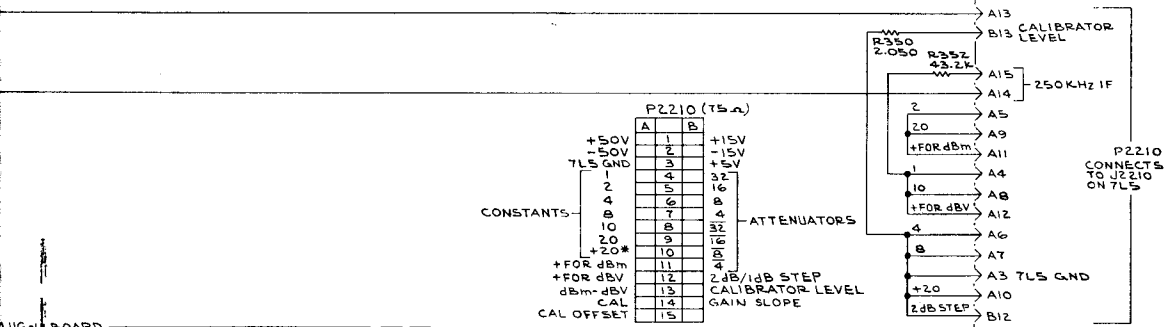 A13
B13 CALIBRATOR LEVEL
R350
2.050
R352
43.2K
A15
A14
250KHz IF
2 A5
20 A9
+FOR dBm A11
1 A4
10 A8
+FOR dBV A12
4 A6
8 A7
A3 7L5 GND
+20 A10
2dB STEP B12
P2210
CONNECTS
TO J2210
ON 7L5
P2210 (75Ω)
A B
+50V 1 +15V
-50V 2 -15V
7L5 GND 3 +5V
1 4 32
2 5 16
4 6 8
8 7 4
10 8 32
20 9 16
+20* 10 8
+FOR dBm 11 4
+FOR dBV 12 2dB/1dB STEP
dBm-dBV 13 CALIBRATOR LEVEL
CAL 14 GAIN SLOPE
CAL OFFSET 15
CONSTANTS
ATTENUATORS
BOARD